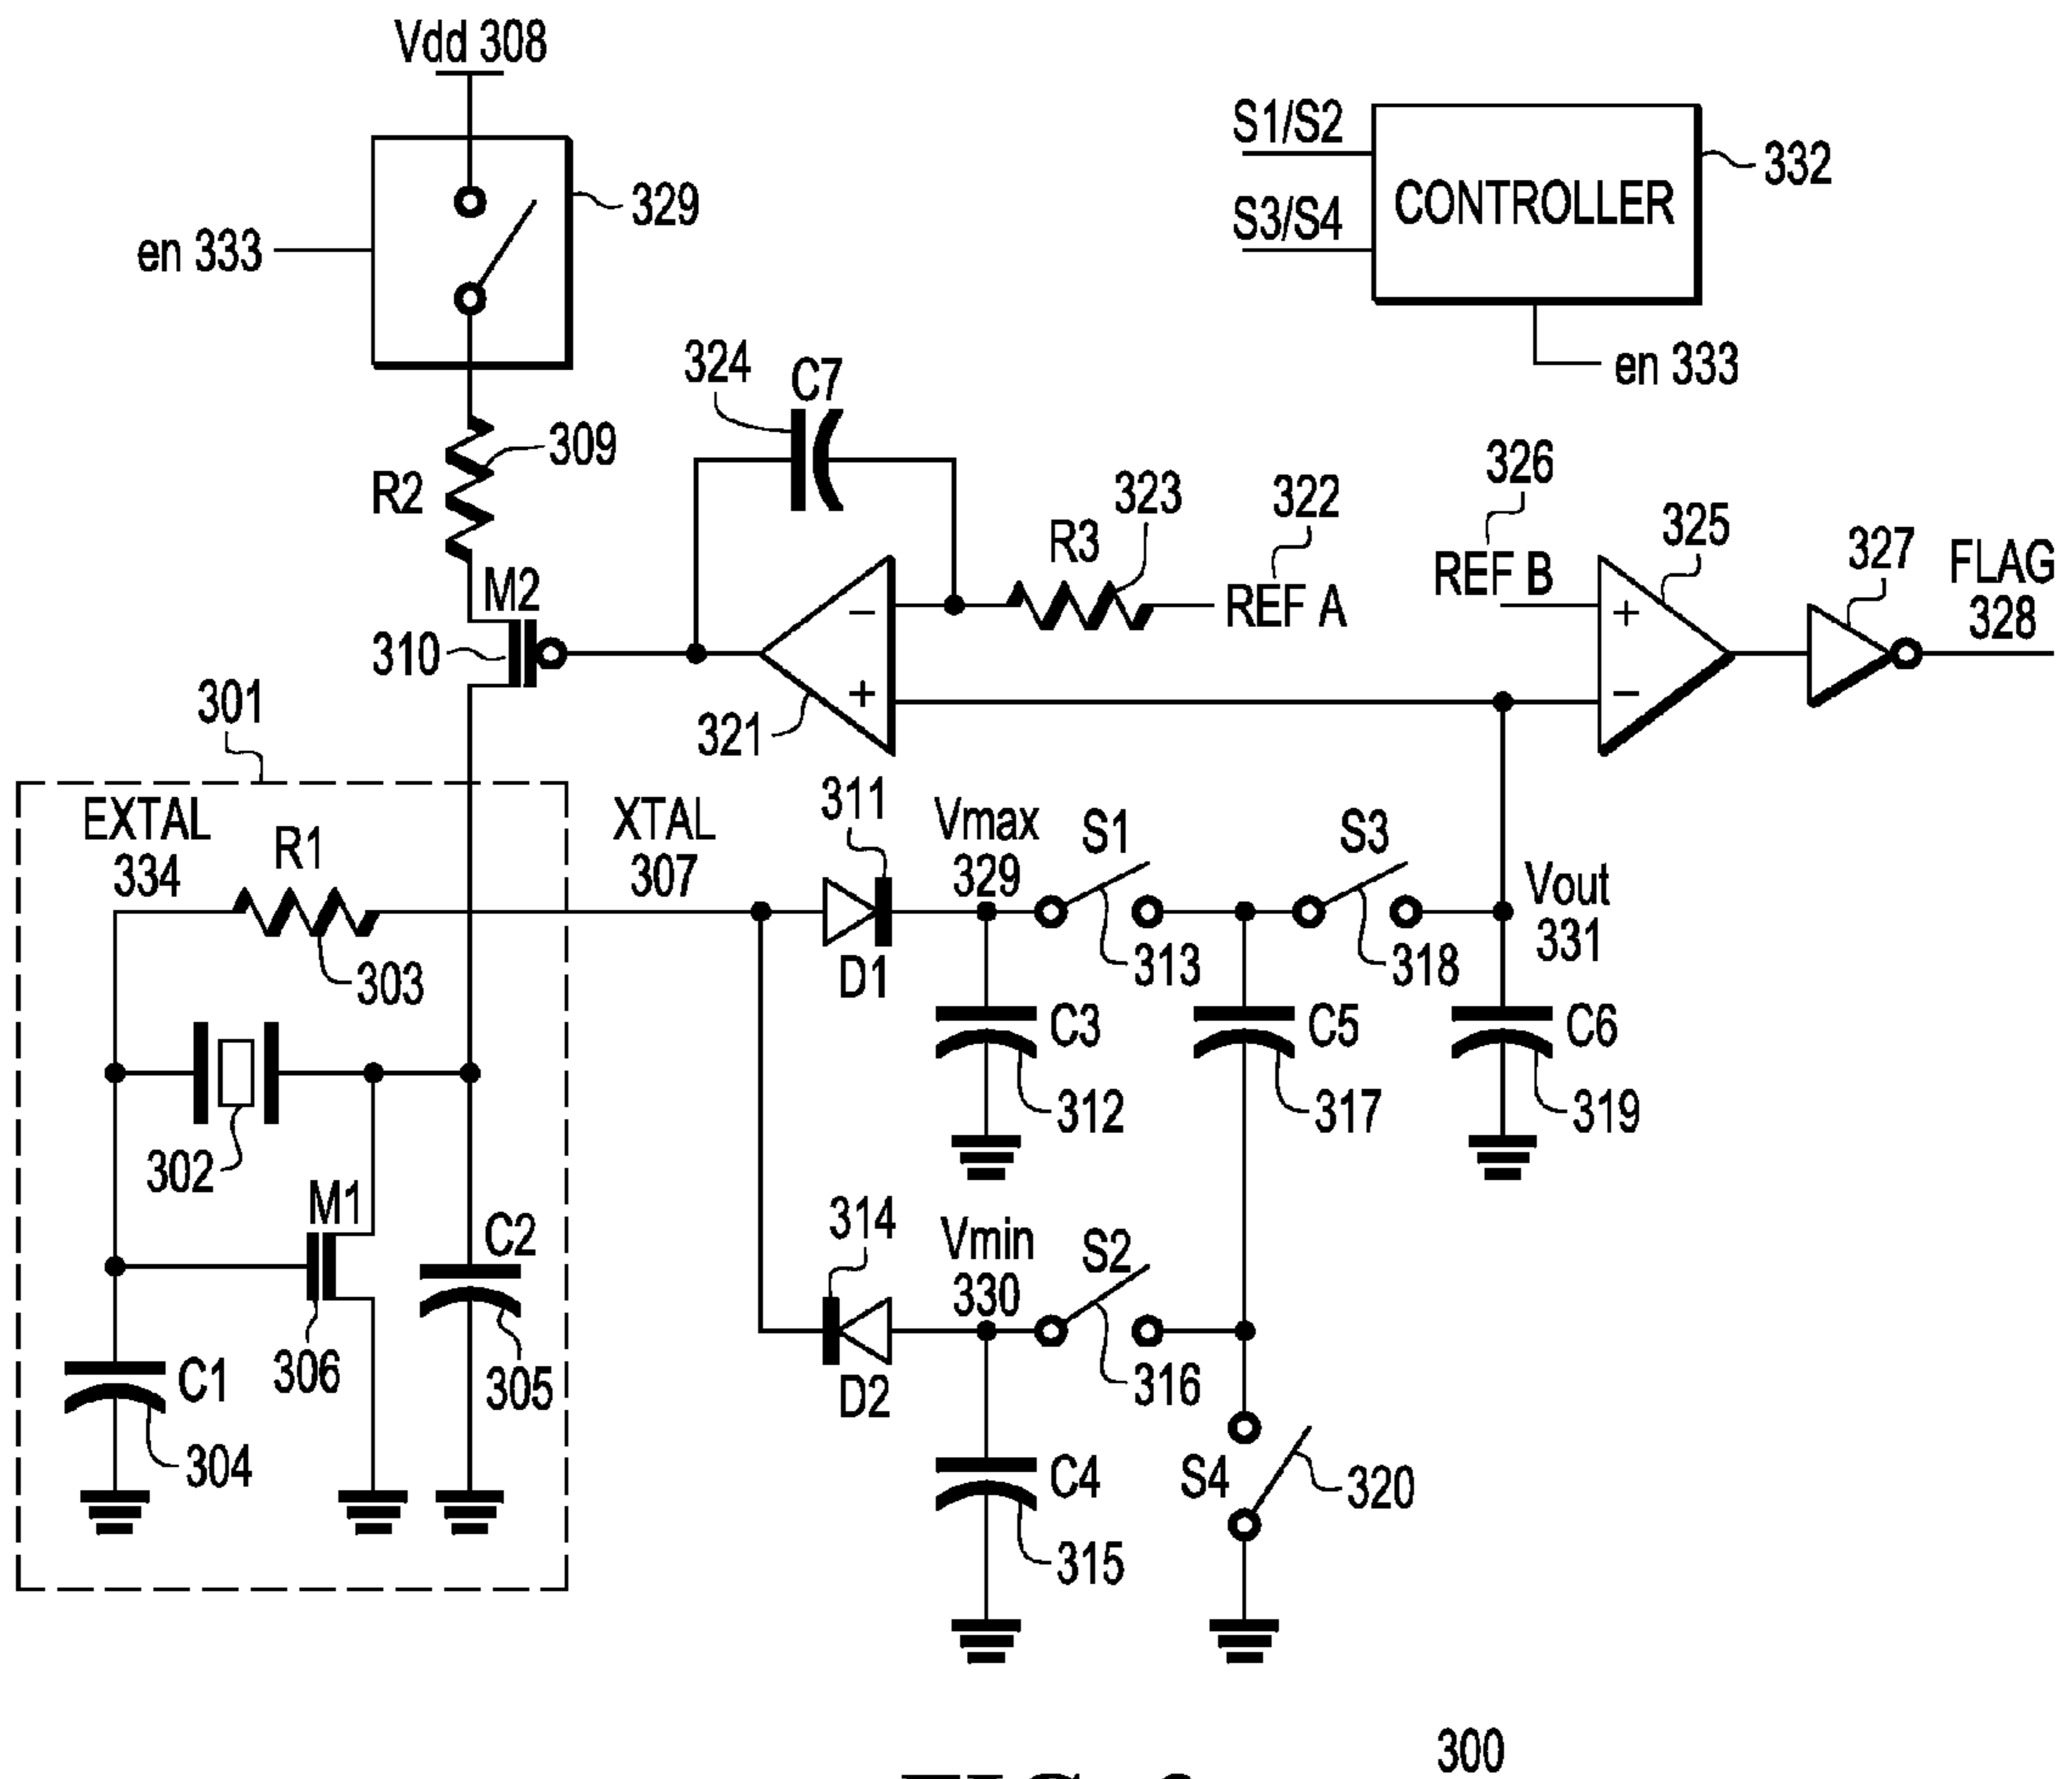 Vdd 308
S1/S2
S3/S4
CONTROLLER
332
329
en 333
en 333
324
C7
309
R2
323
322
R3
REF A
326
REF B
325
327
FLAG
328
M2
310
321
+
−
+
−
301
EXTAL
334
R1
303
XTAL
307
311
D1
Vmax
329
S1
313
S3
318
Vout
331
C3
312
C5
317
C6
319
302
M1
306
C2
305
C1
304
314
D2
Vmin
330
S2
316
C4
315
S4
320
300